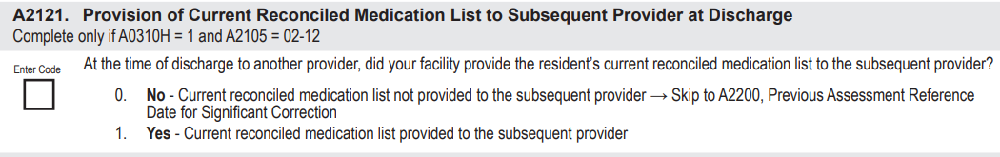 A2121. Provision of Current Reconciled Medication List to Subsequent Provider at Discharge
Complete only if A0310H = 1 and A2105 = 02-12
Enter Code
At the time of discharge to another provider, did your facility provide the resident's current reconciled medication list to the subsequent provider?
0. No - Current reconciled medication list not provided to the subsequent provider → Skip to A2200, Previous Assessment Reference
Date for Significant Correction
1. Yes - Current reconciled medication list provided to the subsequent provider